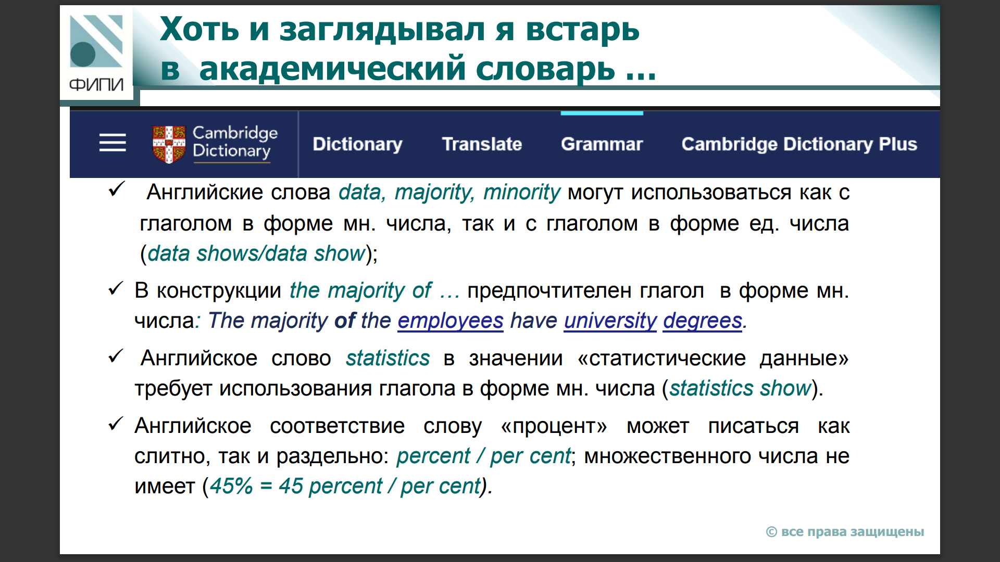 Хоть и заглядывал я встарь
в академический словарь ...
ФИПИ
Cambridge
Dictionary
Dictionary Translate Grammar Cambridge Dictionary Plus
✓ Английские слова data, majority, minority могут использоваться как с
глаголом в форме мн. числа, так и с глаголом в форме ед. числа
(data shows/data show);
✓ В конструкции the majority of … предпочтителен глагол в форме мн.
числа: The majority of the employees have university degrees.
✓ Английское слово statistics в значении «статистические данные»
требует использования глагола в форме мн. числа (statistics show).
✓ Английское соответствие слову «процент» может писаться как
слитно, так и раздельно: percent / per cent; множественного числа не
имеет (45% = 45 percent / per cent).
© все права защищены